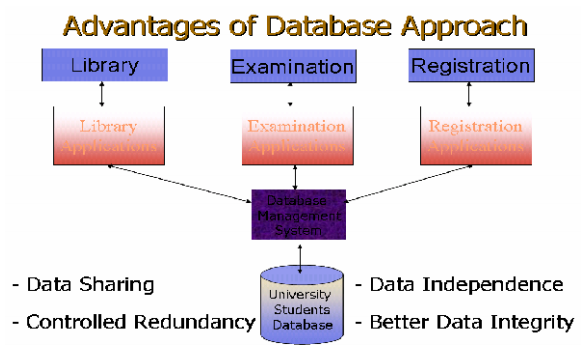 Advantages of Database Approach
Library
Examination
Registration
Library
Applications
Examination
Applications
Registration
Applications
Database
Management
System
- Data Sharing
- Controlled Redundancy
University
Students
Database
- Data Independence
- Better Data Integrity